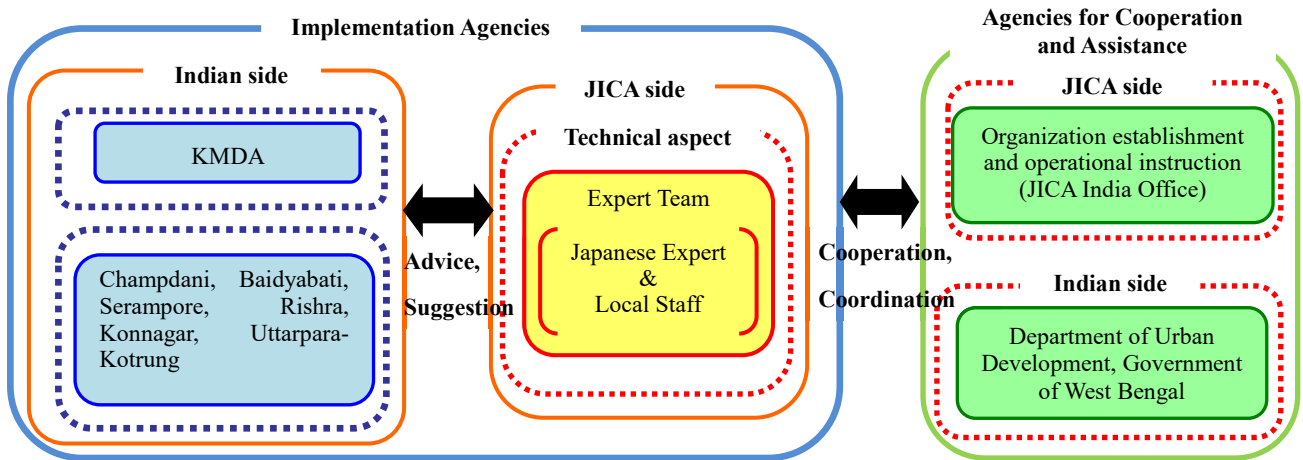 Implementation Agencies
Indian side
KMDA
Champdani, Baidyabati,
Serampore, Rishra,
Konnagar, Uttarpara-
Kotrung
Advice,
Suggestion
JICA side
Technical aspect
Expert Team
Japanese Expert
&
Local Staff
Cooperation,
Coordination
Agencies for Cooperation
and Assistance
JICA side
Organization establishment
and operational instruction
(JICA India Office)
Indian side
Department of Urban
Development, Government
of West Bengal